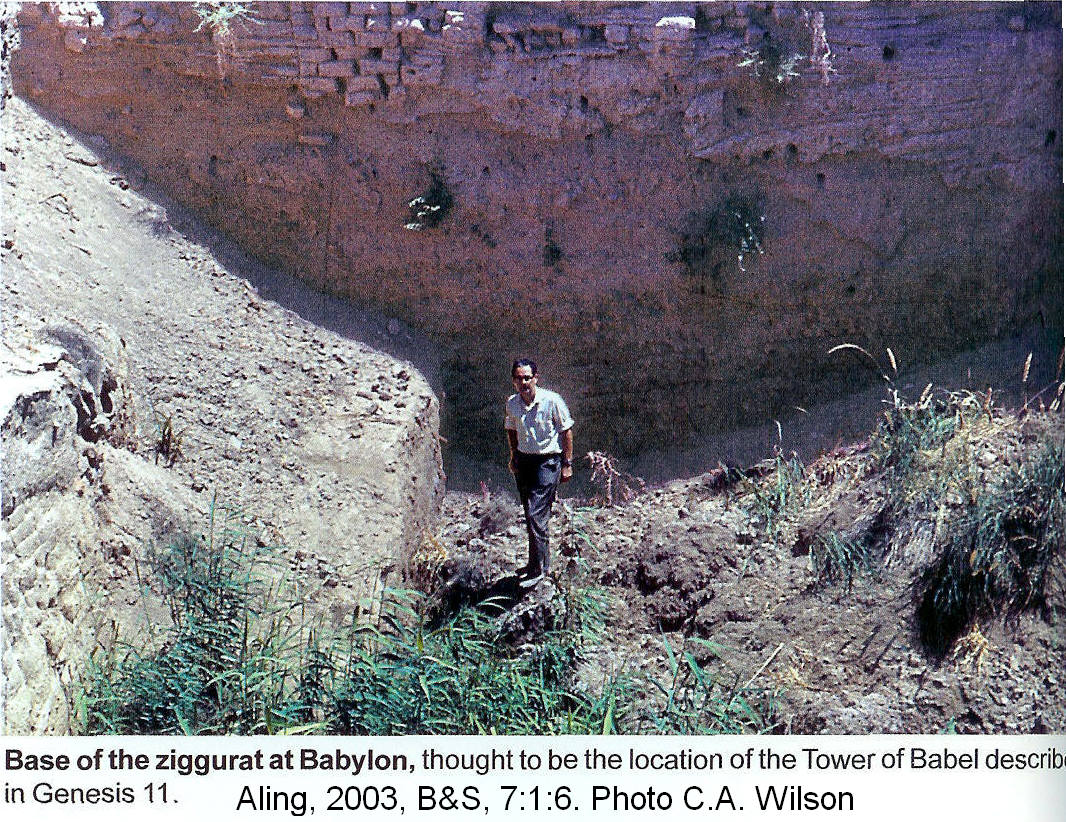 Base of the ziggurat at Babylon, thought to be the location of the Tower of Babel describe
in Genesis 11. Aling, 2003, B&S, 7:1:6. Photo C.A. Wilson